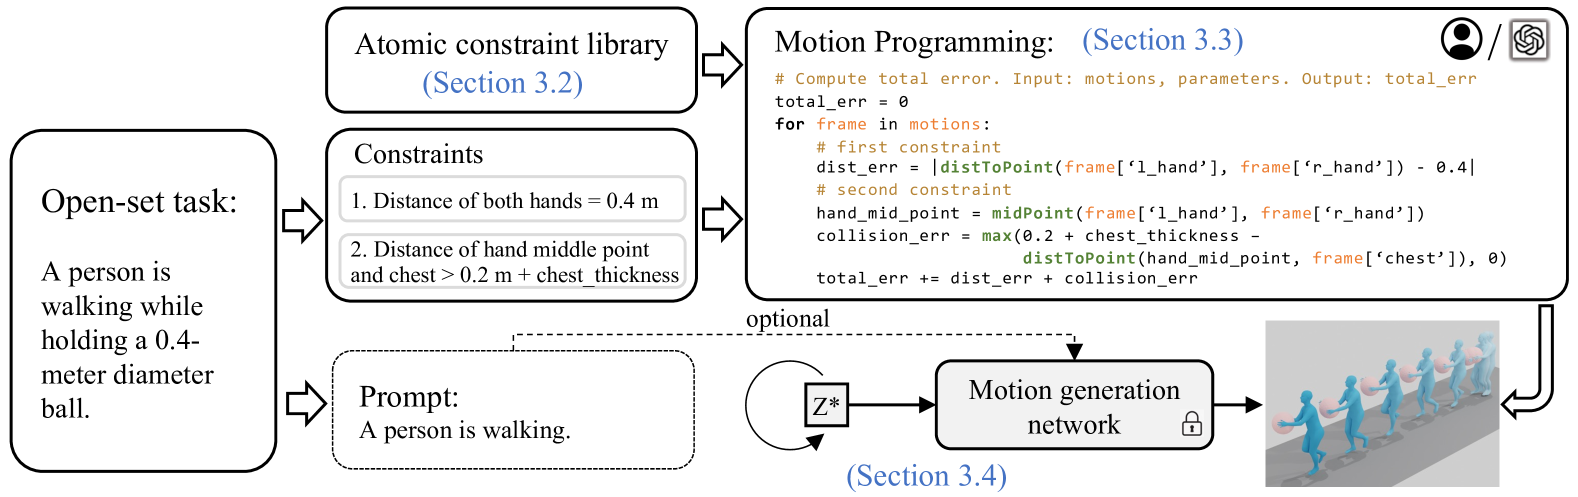 Open-set task:
A person is
walking while
holding a 0.4-
meter diameter
ball.
Atomic constraint library
(Section 3.2)
Constraints
1. Distance of both hands = 0.4 m
2. Distance of hand middle point
and chest > 0.2 m + chest_thickness
Prompt:
A person is walking.
Motion Programming: (Section 3.3)
/
# Compute total error. Input: motions, parameters. Output: total_err
total_err = 0
for frame in motions:
# first constraint
dist_err = |distToPoint(frame[‘l_hand’], frame[‘r_hand’]) - 0.4|
# second constraint
hand_mid_point = midPoint(frame[‘l_hand’], frame[‘r_hand’])
collision_err = max(0.2 + chest_thickness –
distToPoint(hand_mid_point, frame[‘chest’]), 0)
total_err += dist_err + collision_err
optional
Z*
Motion generation
network
(Section 3.4)